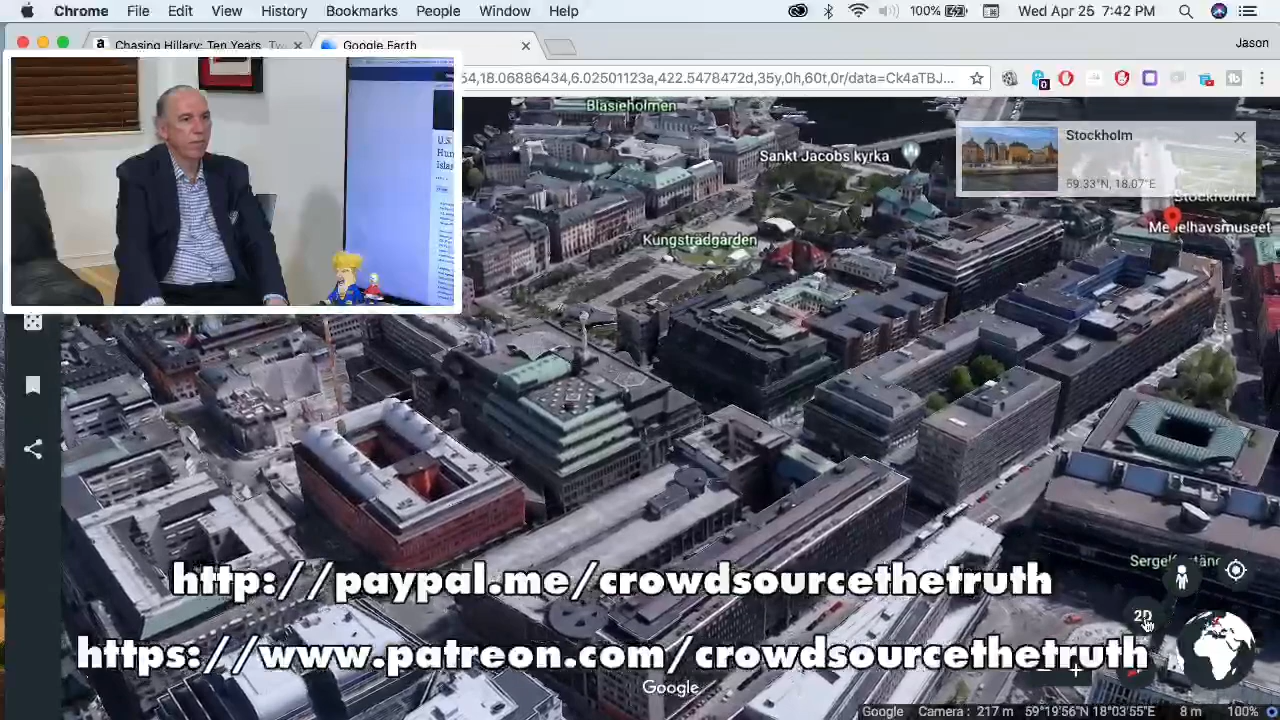 Chrome File Edit View History Bookmarks People Window Help 100% Wed Apr 25 7:42 PM
Chasing Hillary: Ten Years, Tw
Google Earth
Jason
54,18.06886434,6.02501123a,422.5478472d,35y,0h,60t,0r/data=Ck4aTBJ...
0
U.S.
Blasieholmen
Sankt Jacobs kyrka
Stockholm
59.33°N, 18.07°E
Stockholm
Medelhavsmuseet
Kungsträdgården
http://paypal.me/crowdsourcethetruth
2D
https://www.patreon.com/crowdsourcethetruth
Google
Google Camera: 217 m 59°19'56"N 18°03'55"E 8 m 100%